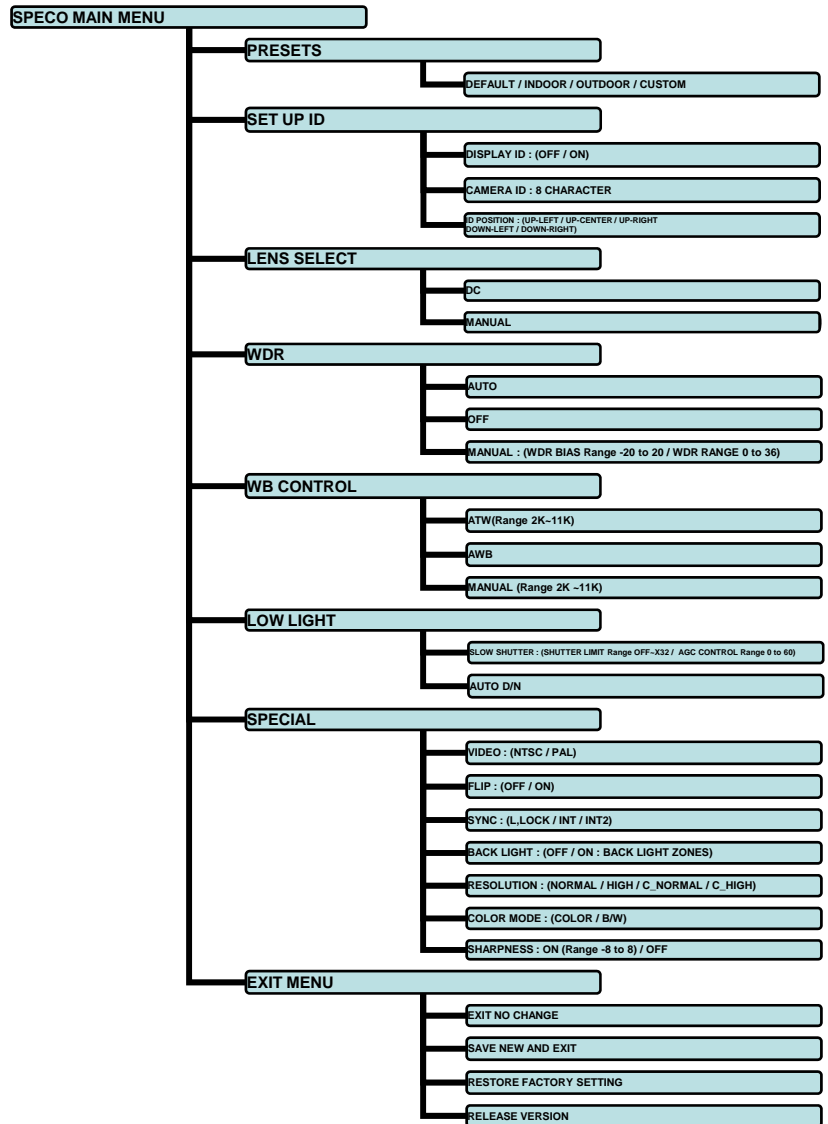 SPECO MAIN MENU
PRESETS
DEFAULT / INDOOR / OUTDOOR / CUSTOM
SET UP ID
DISPLAY ID : (OFF / ON)
CAMERA ID : 8 CHARACTER
ID POSITION : (UP-LEFT / UP-CENTER / UP-RIGHT
DOWN-LEFT / DOWN-RIGHT)
LENS SELECT
DC
MANUAL
WDR
AUTO
OFF
MANUAL : (WDR BIAS Range -20 to 20 / WDR RANGE 0 to 36)
WB CONTROL
ATW(Range 2K~11K)
AWB
MANUAL (Range 2K ~11K)
LOW LIGHT
SLOW SHUTTER : (SHUTTER LIMIT Range OFF~X32 / AGC CONTROL Range 0 to 60)
AUTO D/N
SPECIAL
VIDEO : (NTSC / PAL)
FLIP : (OFF / ON)
SYNC : (L,LOCK / INT / INT2)
BACK LIGHT : (OFF / ON : BACK LIGHT ZONES)
RESOLUTION : (NORMAL / HIGH / C_NORMAL / C_HIGH)
COLOR MODE : (COLOR / B/W)
SHARPNESS : ON (Range -8 to 8) / OFF
EXIT MENU
EXIT NO CHANGE
SAVE NEW AND EXIT
RESTORE FACTORY SETTING
RELEASE VERSION